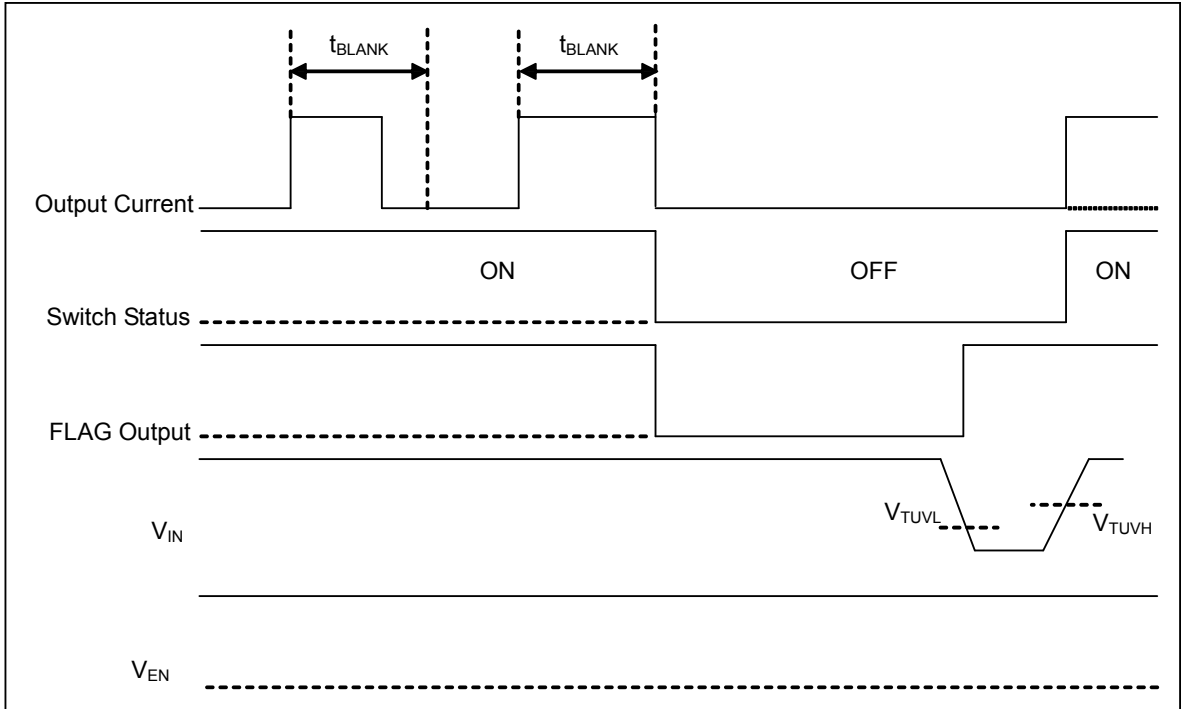 tBLANK
tBLANK
Output Current
ON
OFF
ON
Switch Status
FLAG Output
VTUVL
VTUVH
VIN
VEN